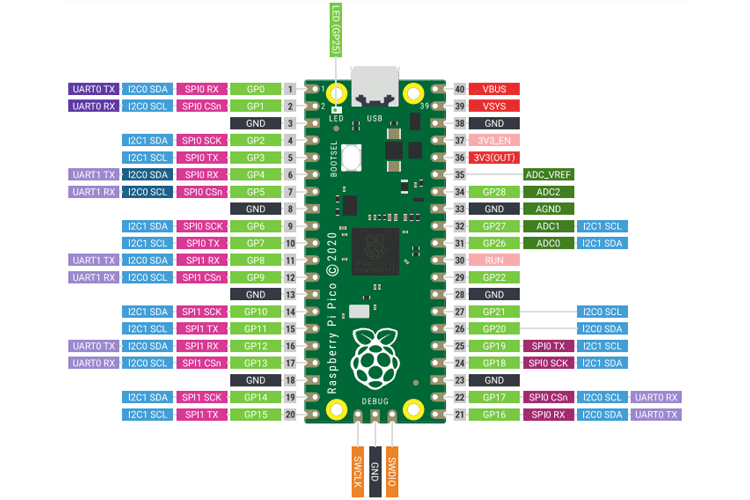 LED (GP25)
UART0 TX I2C0 SDA SPI0 RX GP0 1 1 40 VBUS
UART0 RX I2C0 SCL SPI0 CSn GP1 2 2 39 39 VSYS
LED USB
GND 3 38 GND
I2C1 SDA SPI0 SCK GP2 4 37 3V3_EN
I2C1 SCL SPI0 TX GP3 5 36 3V3(OUT)
BOOTSEL
UART1 TX I2C0 SDA SPI0 RX GP4 6 35 ADC_VREF
UART1 RX I2C0 SCL SPI0 CSn GP5 7 34 GP28 ADC2
GND 8 33 GND AGND
I2C1 SDA SPI0 SCK GP6 9 32 GP27 ADC1 I2C1 SCL
I2C1 SCL SPI0 TX GP7 10 31 GP26 ADC0 I2C1 SDA
UART1 TX I2C0 SDA SPI1 RX GP8 11 30 RUN
UART1 RX I2C0 SCL SPI1 CSn GP9 12 29 GP22
GND 13 28 GND
Raspberry Pi Pico © 2020
I2C1 SDA SPI1 SCK GP10 14 27 GP21 I2C0 SCL
I2C1 SCL SPI1 TX GP11 15 26 GP20 I2C0 SDA
UART0 TX I2C0 SDA SPI1 RX GP12 16 25 GP19 SPI0 TX I2C1 SCL
UART0 RX I2C0 SCL SPI1 CSn GP13 17 24 GP18 SPI0 SCK I2C1 SDA
GND 18 23 GND
I2C1 SDA SPI1 SCK GP14 19 22 GP17 SPI0 CSn I2C0 SCL UART0 RX
I2C1 SCL SPI1 TX GP15 20 21 GP16 SPI0 RX I2C0 SDA UART0 TX
DEBUG
SWCLK
GND
SWDIO